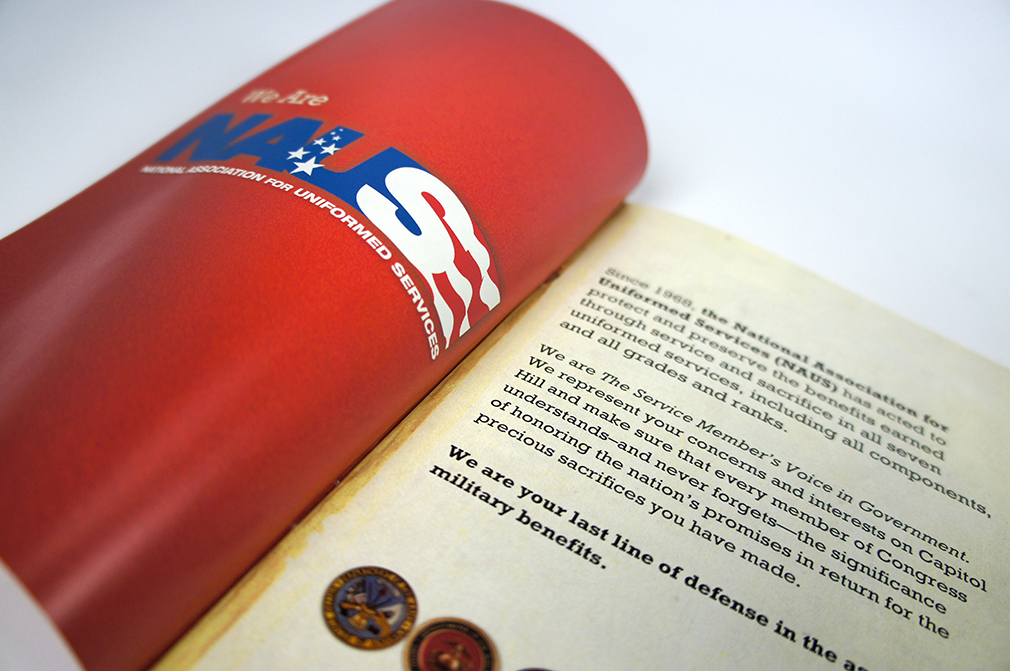 We Are
NAUS
NATIONAL ASSOCIATION FOR UNIFORMED SERVICES
Since 1968, the National Association for
Uniformed Services (NAUS) has acted to
protect and preserve the benefits earned
through service and sacrifice in all seven
uniformed services, including all components,
and all grades and ranks.
We are The Service Member's Voice in Government.
We represent your concerns and interests on Capitol
Hill and make sure that every member of Congress
understands–and never forgets—the significance
of honoring the nation's promises in return for the
precious sacrifices you have made.
We are your last line of defense in the as
military benefits.